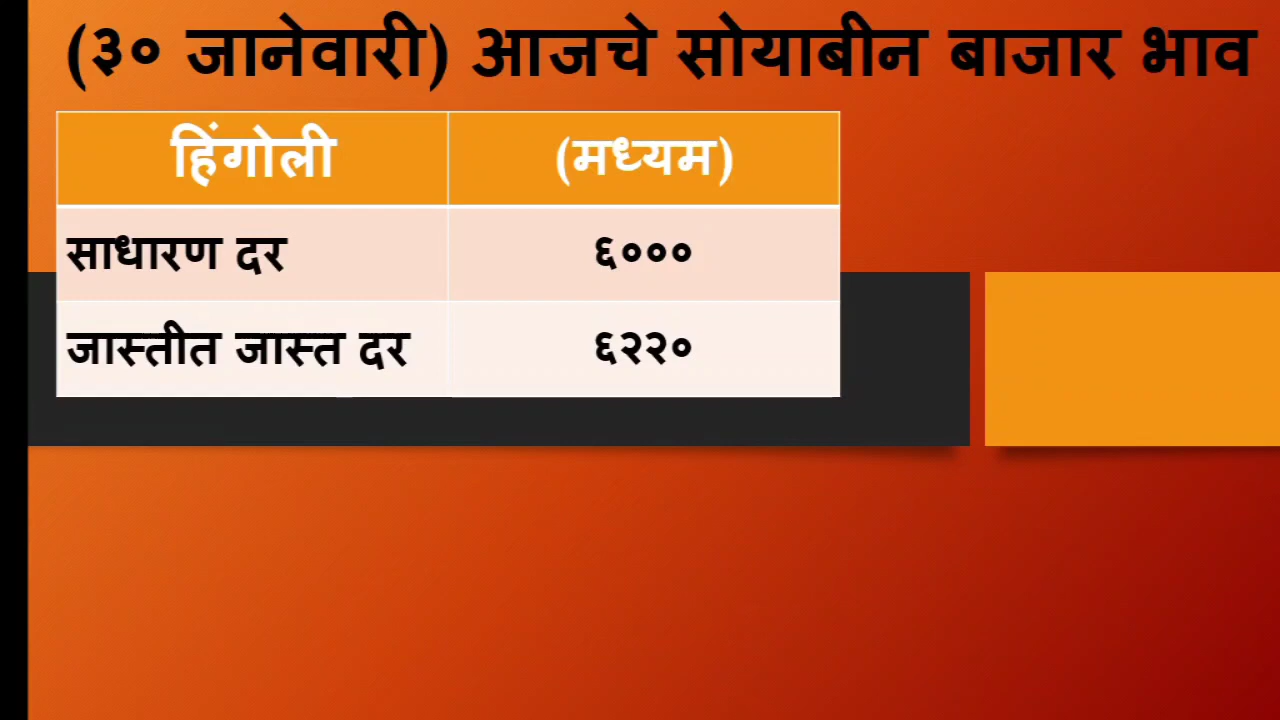 (३० जानेवारी) आजचे सोयाबीन बाजार भाव
हिंगोली (मध्यम)
साधारण दर ६०००
जास्तीत जास्त दर ६२२०